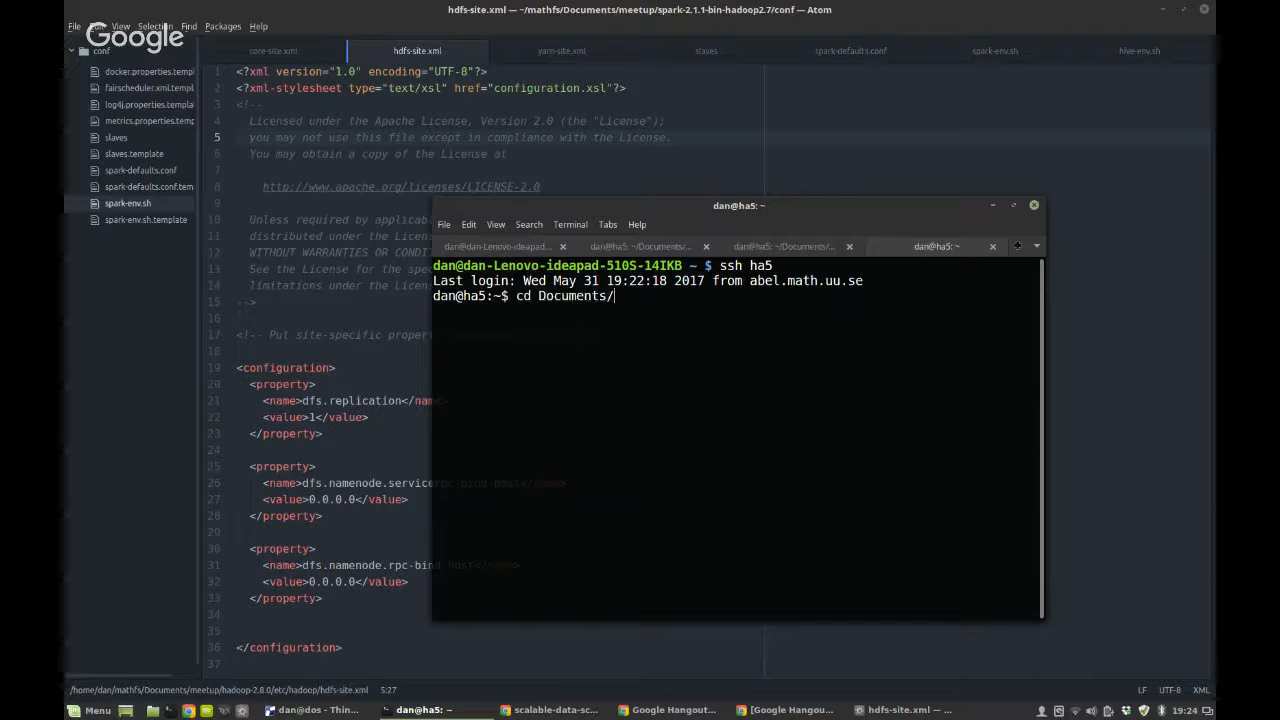 hdfs-site.xml — ~/mathfs/Documents/meetup/spark-2.1.1-bin-hadoop2.7/conf — Atom
File Edit View Selection Find Packages Help
Google
conf
docker.properties.templ
fairscheduler.xml.templ
log4j.properties.templat
metrics.properties.temp
slaves
slaves.template
spark-defaults.conf
spark-defaults.conf.tem
spark-env.sh
spark-env.sh.template
core-site.xml hdfs-site.xml yarn-site.xml slaves spark-defaults.conf spark-env.sh hive-env.sh
1 <?xml version="1.0" encoding="UTF-8"?>
2 <?xml-stylesheet type="text/xsl" href="configuration.xsl"?>
3 <!--
4 Licensed under the Apache License, Version 2.0 (the "License");
5 you may not use this file except in compliance with the License.
6 You may obtain a copy of the License at
7
8 http://www.apache.org/licenses/LICENSE-2.0
9
10 Unless required by applicab
11 distributed under the Licen
12 WITHOUT WARRANTIES OR CONDI
13 See the License for the spe
14 limitations under the Licen
15 -->
16
17 <!-- Put site-specific proper
18
19 <configuration>
20 <property>
21 <name>dfs.replication</name>
22 <value>1</value>
23 </property>
24
25 <property>
26 <name>dfs.namenode.servicerpc-bind-host</name>
27 <value>0.0.0.0</value>
28 </property>
29
30 <property>
31 <name>dfs.namenode.rpc-bind-host</name>
32 <value>0.0.0.0</value>
33 </property>
34
35
36 </configuration>
37
dan@ha5: ~
File Edit View Search Terminal Tabs Help
dan@dan-Lenovo-ideapad... dan@ha5: ~/Documents/... dan@ha5: ~/Documents/... dan@ha5: ~
dan@dan-Lenovo-ideapad-510S-14IKB ~ $ ssh ha5
Last login: Wed May 31 19:22:18 2017 from abel.math.uu.se
dan@ha5:~$ cd Documents/
/home/dan/mathfs/Documents/meetup/hadoop-2.8.0/etc/hadoop/hdfs-site.xml 5:27 LF UTF-8 XML
Menu dan@dos - Thin... dan@ha5: ~ scalable-data-sc... Google Hangout... [Google Hangou... hdfs-site.xml — ... 19:24